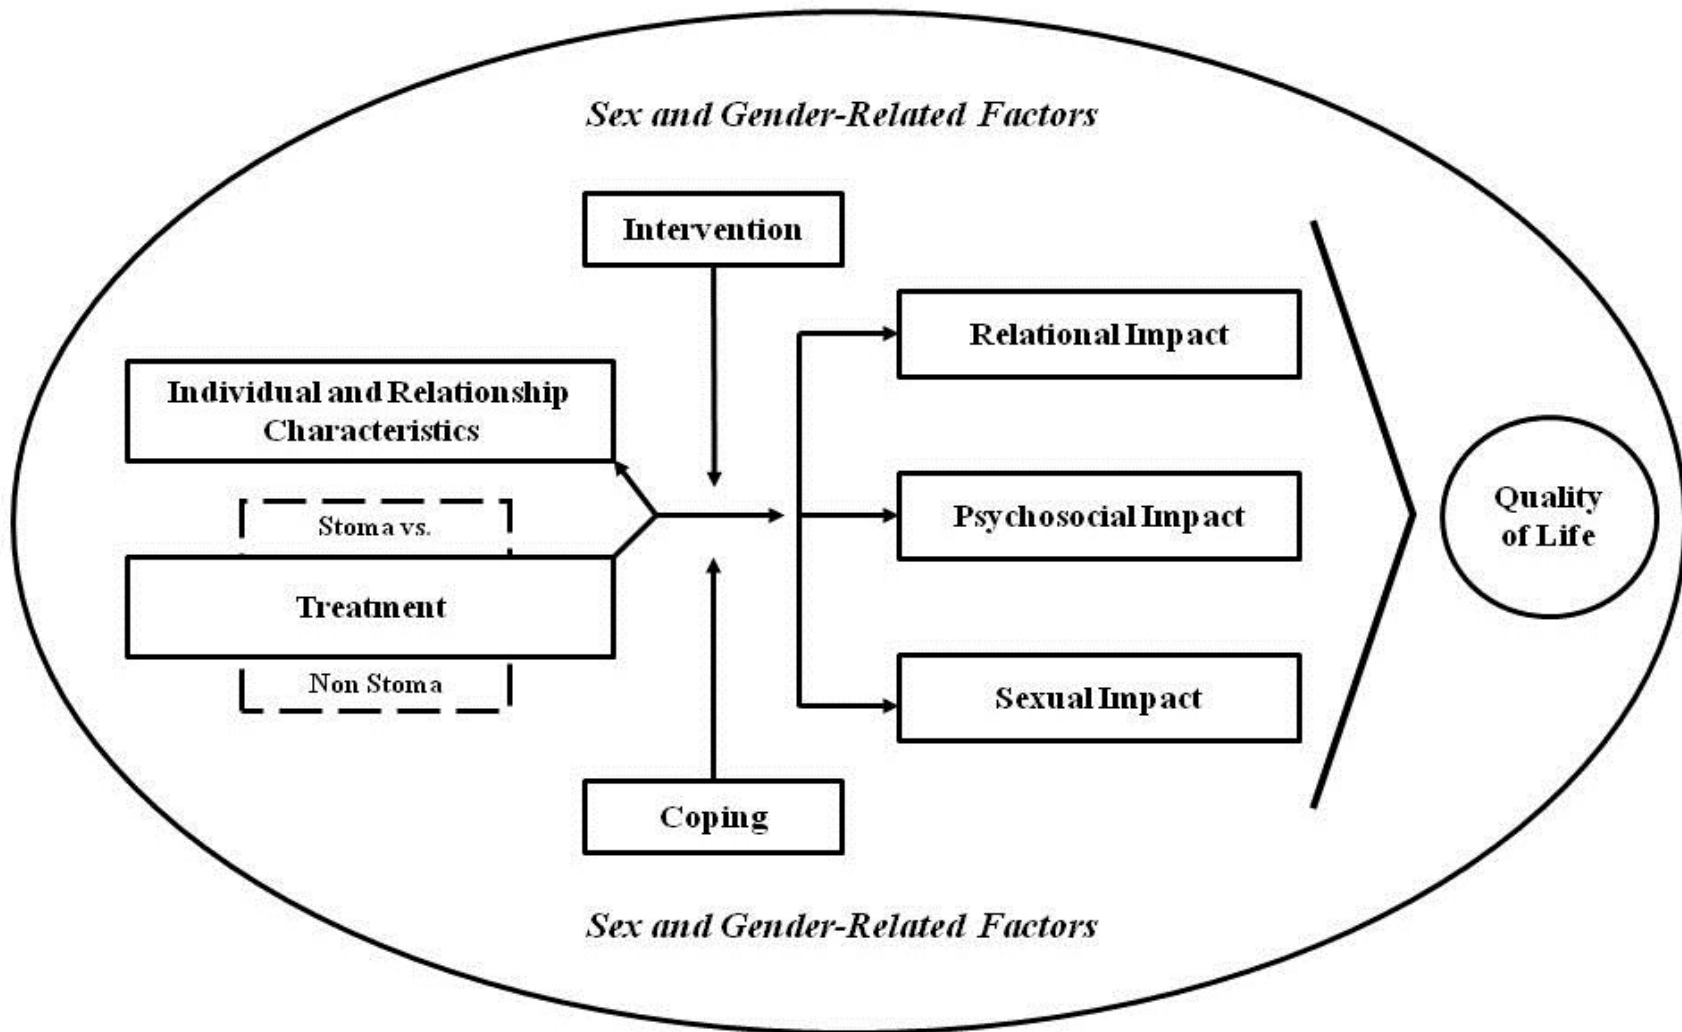 Sex and Gender-Related Factors
Intervention
Relational Impact
Individual and Relationship
Characteristics
Stoma vs.
Psychosocial Impact
Quality
of Life
Treatment
Non Stoma
Sexual Impact
Coping
Sex and Gender-Related Factors